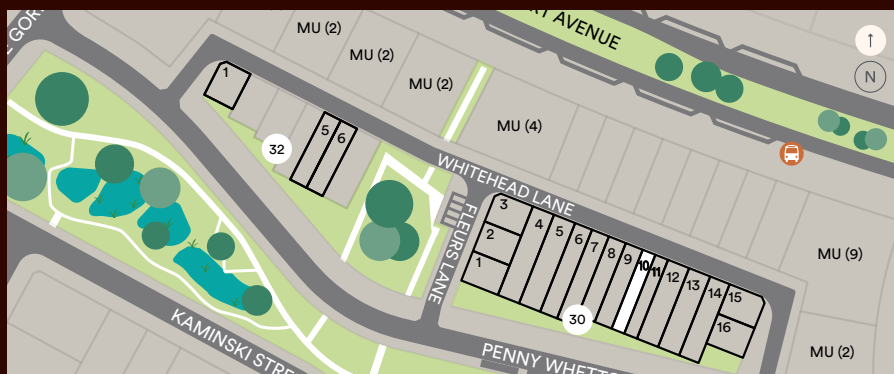 E GOR
RT AVENUE
↑
N
MU (2)
MU (2)
MU (2)
MU (4)
MU (9)
MU (2)
WHITEHEAD LANE
FLEURS LANE
KAMINSKI STRE
PENNY WHETT
32
1
5
6
30
3
2
1
4
5
6
7
8
9
10
11
12
13
14
15
16